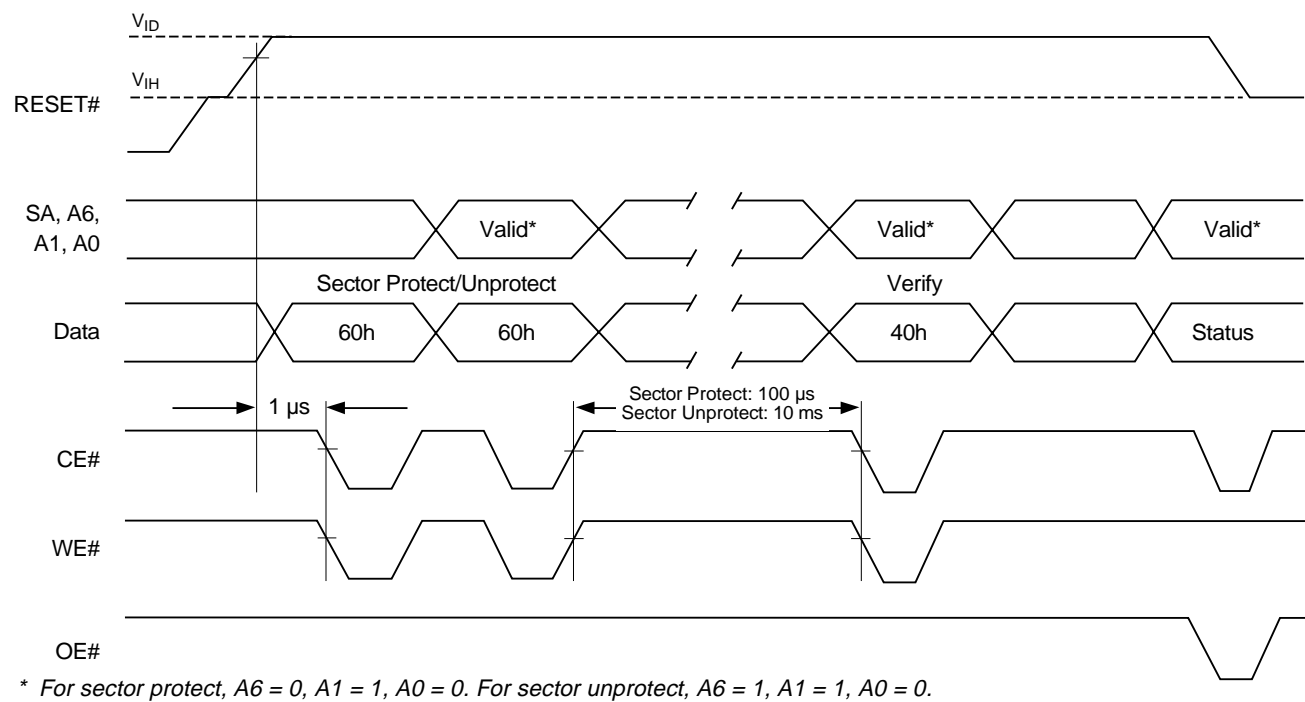 VID
VIH
RESET#
SA, A6,
A1, A0
Valid*
Valid*
Valid*
Sector Protect/Unprotect
Verify
Data
60h
60h
40h
Status
1 µs
Sector Protect: 100 µs
Sector Unprotect: 10 ms
CE#
WE#
OE#
* For sector protect, A6 = 0, A1 = 1, A0 = 0. For sector unprotect, A6 = 1, A1 = 1, A0 = 0.